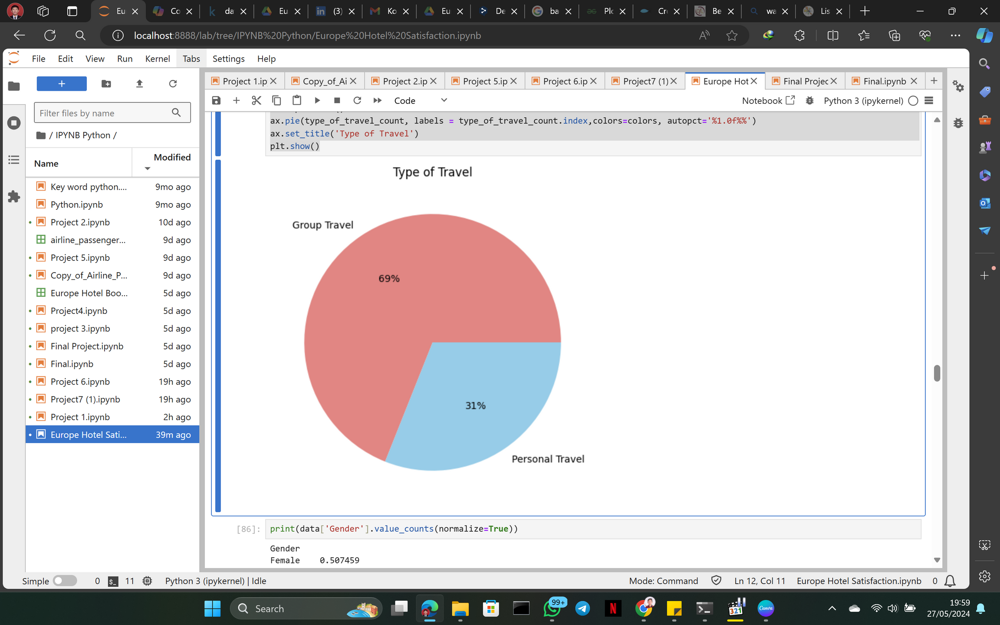 Eu
Co
da
Eu
(3)
Ko
Eu
De
ba
Plc
Cr
Be
wa
Lis
localhost:8888/lab/tree/IPYNB%20Python/Europe%20Hotel%20Satisfaction.ipynb
File Edit View Run Kernel Tabs Settings Help
Project 1.ip
Copy_of_Ai
Project 2.ip
Project 5.ip
Project 6.ip
Project7 (1)
Europe Hot
Final Projec
Final.ipynb
Code
Notebook
Python 3 (ipykernel)
Filter files by name
/ IPYNB Python /
Name Modified
Key word python.... 9mo ago
Python.ipynb 9mo ago
Project 2.ipynb 10d ago
airline_passenger... 9d ago
Project 5.ipynb 9d ago
Copy_of_Airline_P... 9d ago
Europe Hotel Boo... 5d ago
Project4.ipynb 5d ago
project 3.ipynb 5d ago
Final Project.ipynb 5d ago
Final.ipynb 5d ago
Project 6.ipynb 19h ago
Project7 (1).ipynb 19h ago
Project 1.ipynb 2h ago
Europe Hotel Sati... 39m ago
ax.pie(type_of_travel_count, labels = type_of_travel_count.index,colors=colors, autopct='%1.0f%%')
ax.set_title('Type of Travel')
plt.show()
Type of Travel
Group Travel
69%
31%
Personal Travel
[86]: print(data['Gender'].value_counts(normalize=True))
Gender
Female 0.507459
Simple 0 11 Python 3 (ipykernel) | Idle
Mode: Command Ln 12, Col 11 Europe Hotel Satisfaction.ipynb 0
Search
99+
321
Canva
19:59
27/05/2024